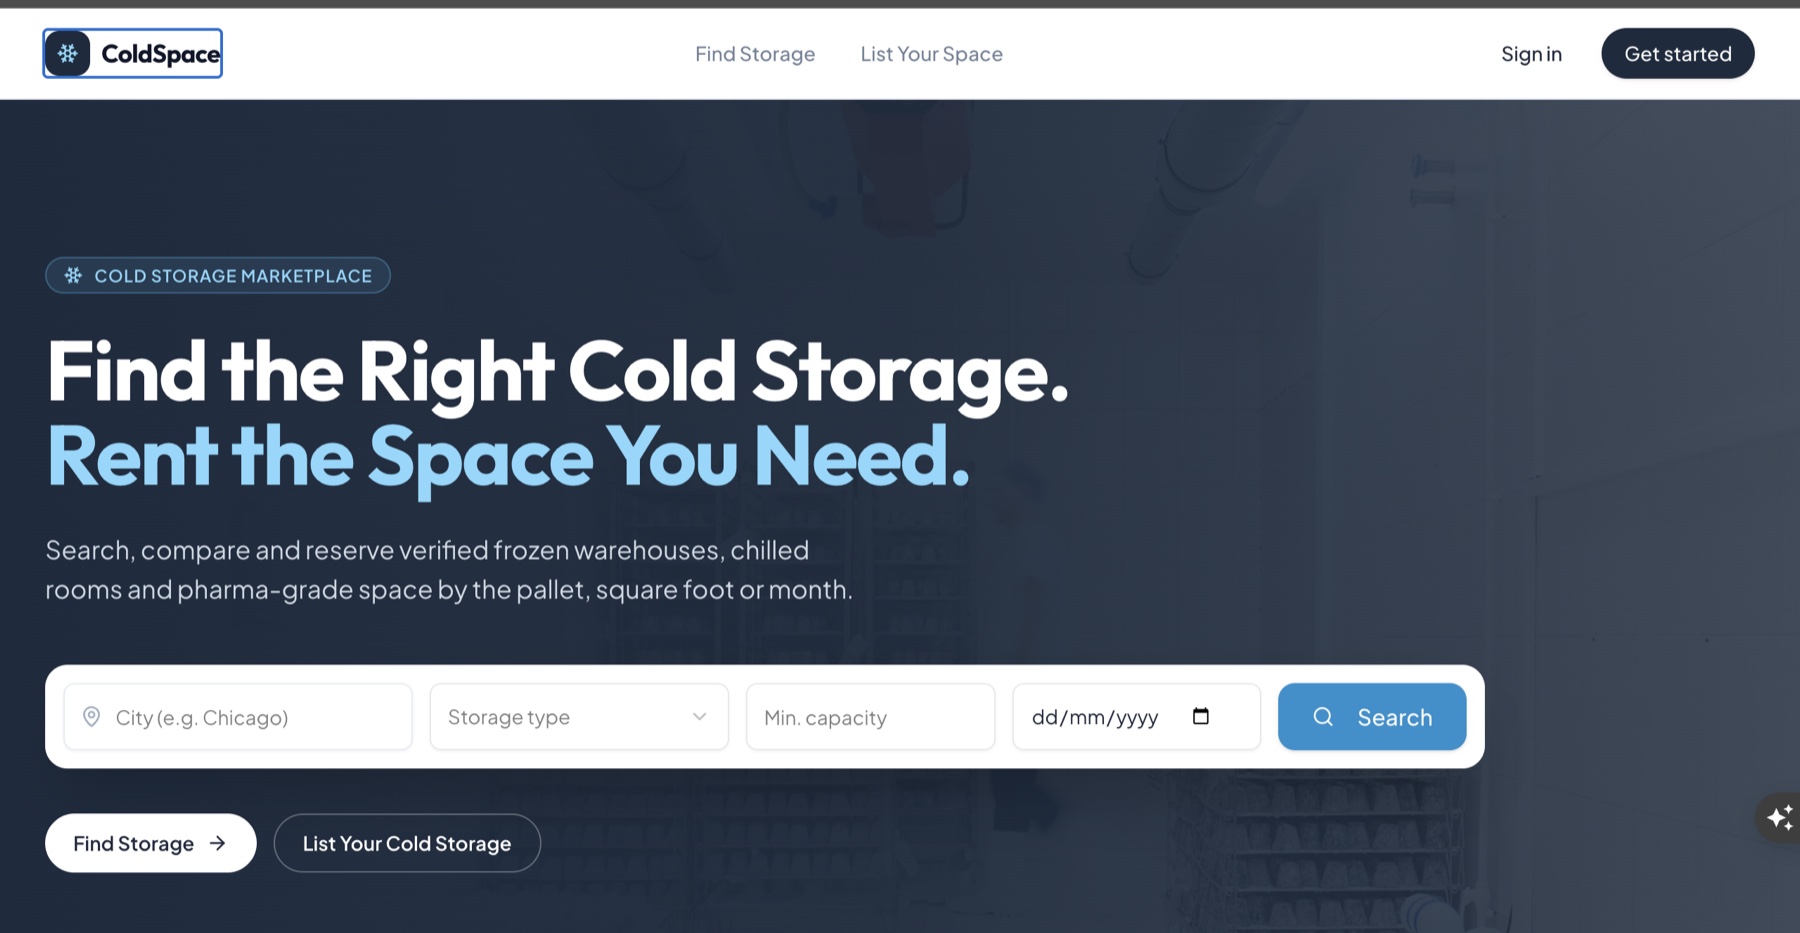 ColdSpace
Find Storage
List Your Space
Sign in
Get started
COLD STORAGE MARKETPLACE
Find the Right Cold Storage.
Rent the Space You Need.
Search, compare and reserve verified frozen warehouses, chilled
rooms and pharma-grade space by the pallet, square foot or month.
City (e.g. Chicago)
Storage type
Min. capacity
dd/mm/yyyy
Search
Find Storage
List Your Cold Storage